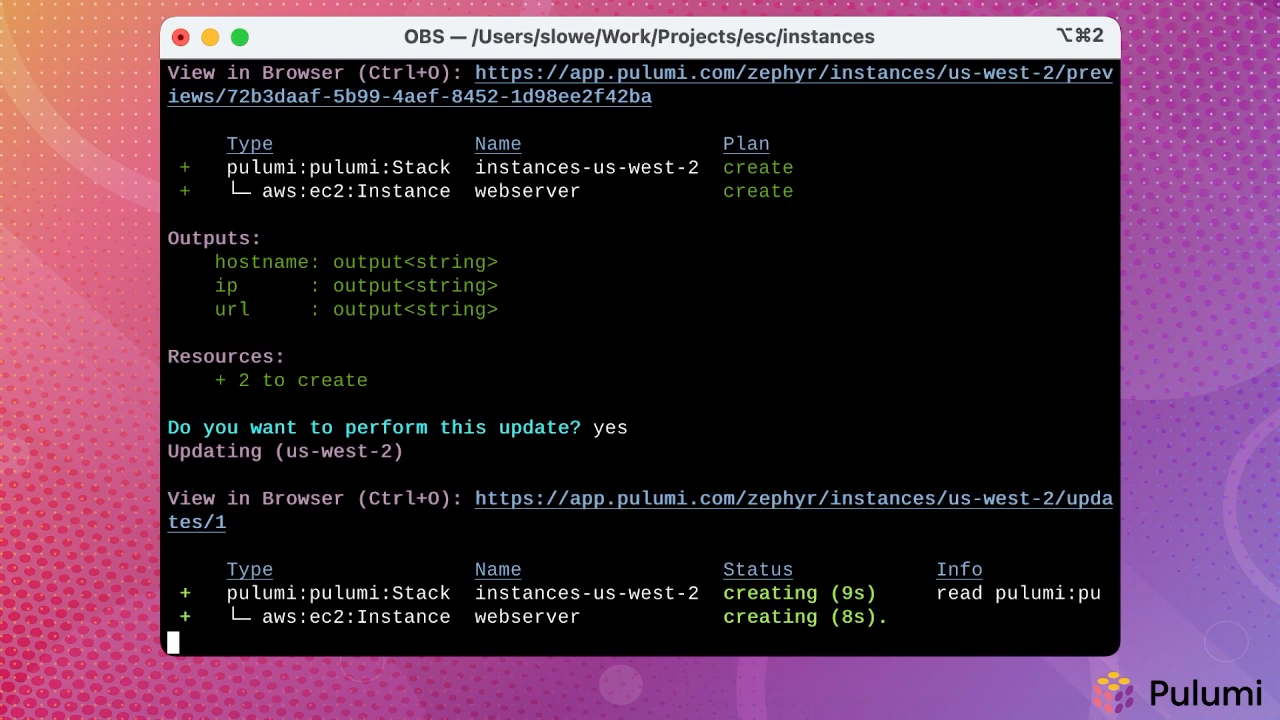 OBS — /Users/slowe/Work/Projects/esc/instances ⌥⌘2
View in Browser (Ctrl+O): https://app.pulumi.com/zephyr/instances/us-west-2/prev
iews/72b3daaf-5b99-4aef-8452-1d98ee2f42ba
Type Name Plan
+ pulumi:pulumi:Stack instances-us-west-2 create
+ └─ aws:ec2:Instance webserver create
Outputs:
hostname: output<string>
ip : output<string>
url : output<string>
Resources:
+ 2 to create
Do you want to perform this update? yes
Updating (us-west-2)
View in Browser (Ctrl+O): https://app.pulumi.com/zephyr/instances/us-west-2/upda
tes/1
Type Name Status Info
+ pulumi:pulumi:Stack instances-us-west-2 creating (9s) read pulumi:pu
+ └─ aws:ec2:Instance webserver creating (8s).
Pulumi